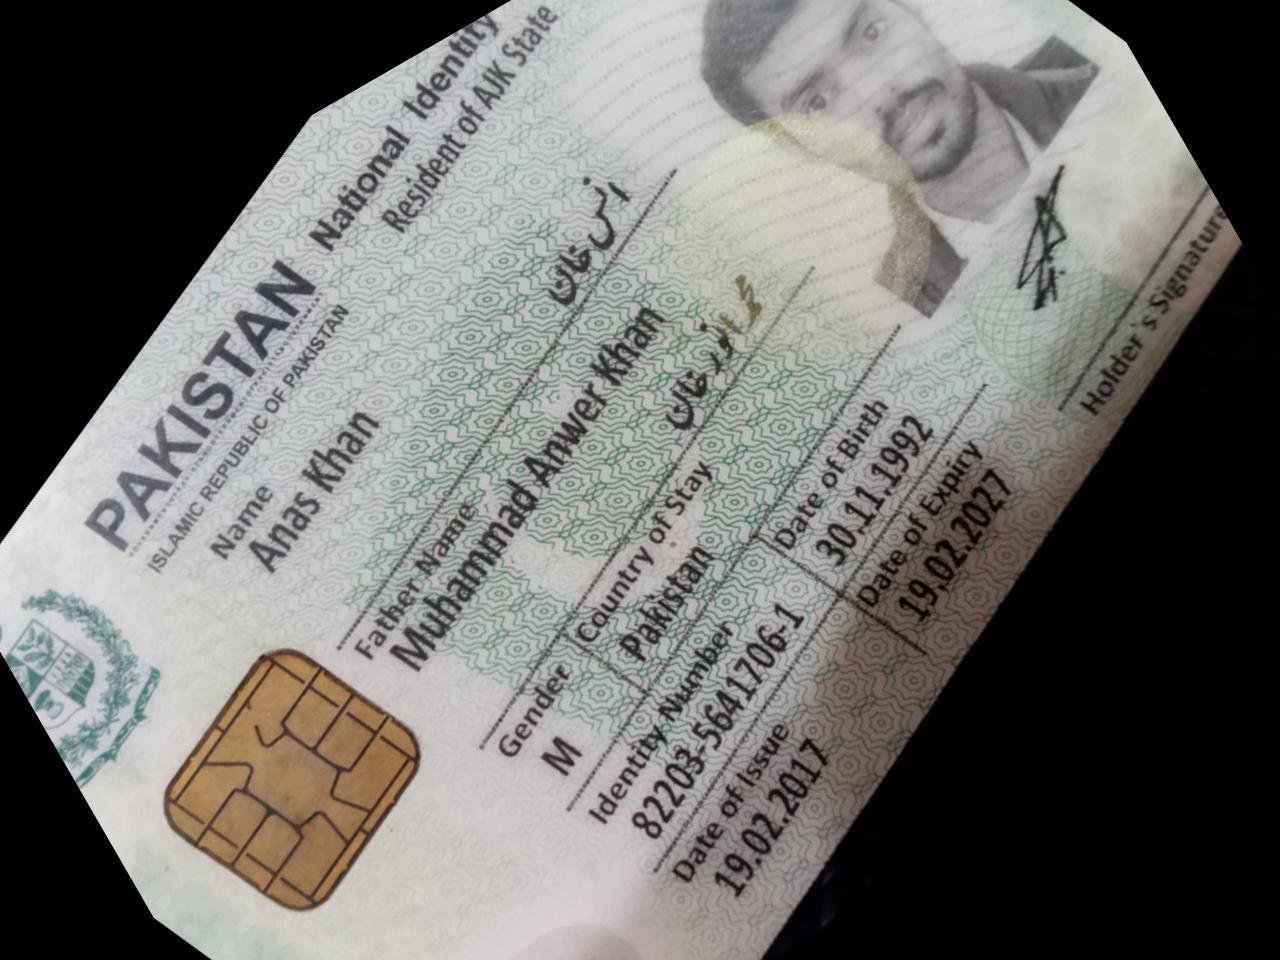 PAKISTAN National Identity
ISLAMIC REPUBLIC OF PAKISTAN
Resident of AJK State
Name
Anas Khan
انس خان
Father Name
Muhammad Anwer Khan
محمد انور خان
Gender
Country of Stay
M
Pakistan
Identity Number
Date of Birth
82203-5641706-1
30.11.1992
Date of Issue
Date of Expiry
19.02.2017
19.02.2027
Holder's Signature